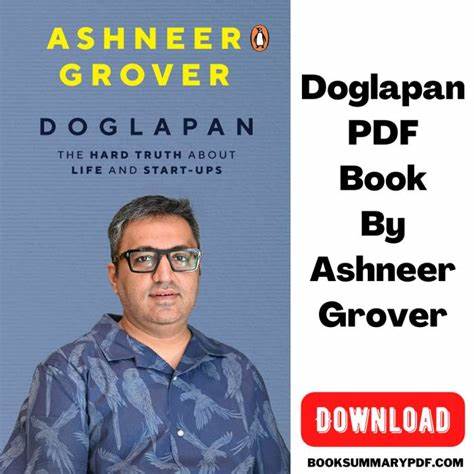 ASHNEER
GROVER
DOGLAPAN
THE HARD TRUTH ABOUT
LIFE AND START-UPS
Doglapan
PDF
Book
By
Ashneer
Grover
DOWNLOAD
BOOKSUMMARYPDF.COM